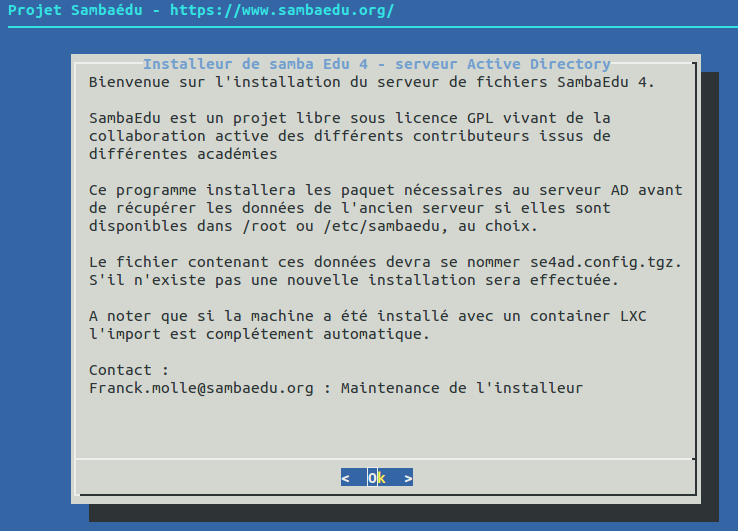 Projet Sambaédu - https://www.sambaedu.org/
Installeur de samba Edu 4 - serveur Active Directory
Bienvenue sur l'installation du serveur de fichiers SambaEdu 4.
SambaEdu est un projet libre sous licence GPL vivant de la
collaboration active des différents contributeurs issus de
différentes académies
Ce programme installera les paquet nécessaires au serveur AD avant
de récupérer les données de l'ancien serveur si elles sont
disponibles dans /root ou /etc/sambaedu, au choix.
Le fichier contenant ces données devra se nommer se4ad.config.tgz.
S'il n'existe pas une nouvelle installation sera effectuée.
A noter que si la machine a été installé avec un container LXC
l'import est complétement automatique.
Contact :
Franck.molle@sambaedu.org : Maintenance de l'installeur
<  Ok  >